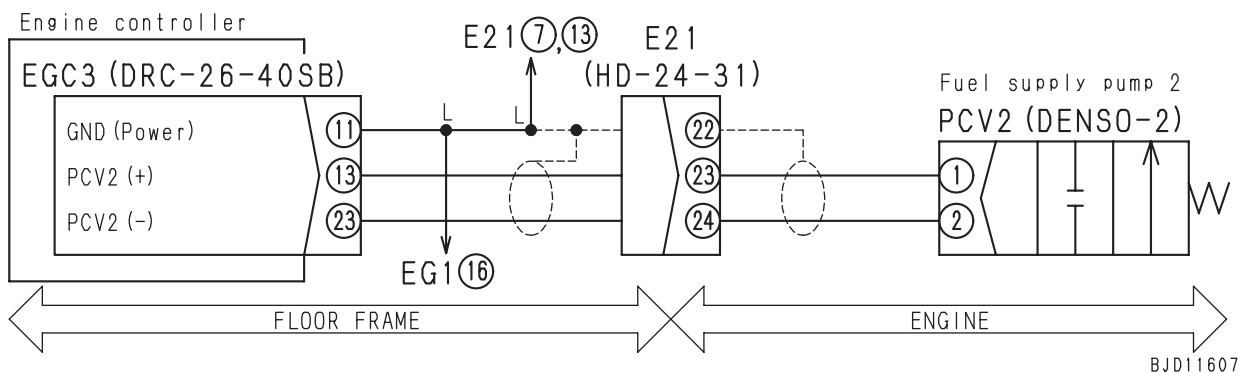 Engine controller
EGC3 (DRC-26-40SB)
GND (Power)
PCV2 (+)
PCV2 (-)
11
13
23
L
L
E21 7, 13
EG1 16
E21
(HD-24-31)
22
23
24
Fuel supply pump 2
PCV2 (DENSO-2)
1
2
FLOOR FRAME
ENGINE
BJD11607